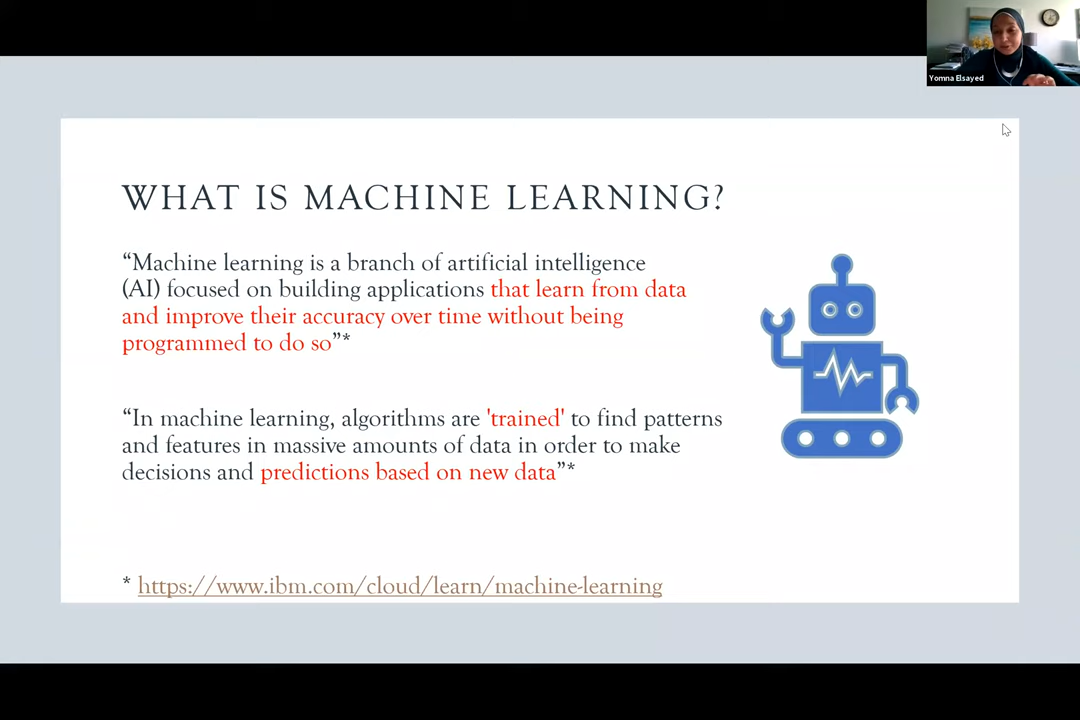 Yomna Elsayed
WHAT IS MACHINE LEARNING?
“Machine learning is a branch of artificial intelligence
(AI) focused on building applications that learn from data
and improve their accuracy over time without being
programmed to do so”*
“In machine learning, algorithms are 'trained' to find patterns
and features in massive amounts of data in order to make
decisions and predictions based on new data”*
* https://www.ibm.com/cloud/learn/machine-learning